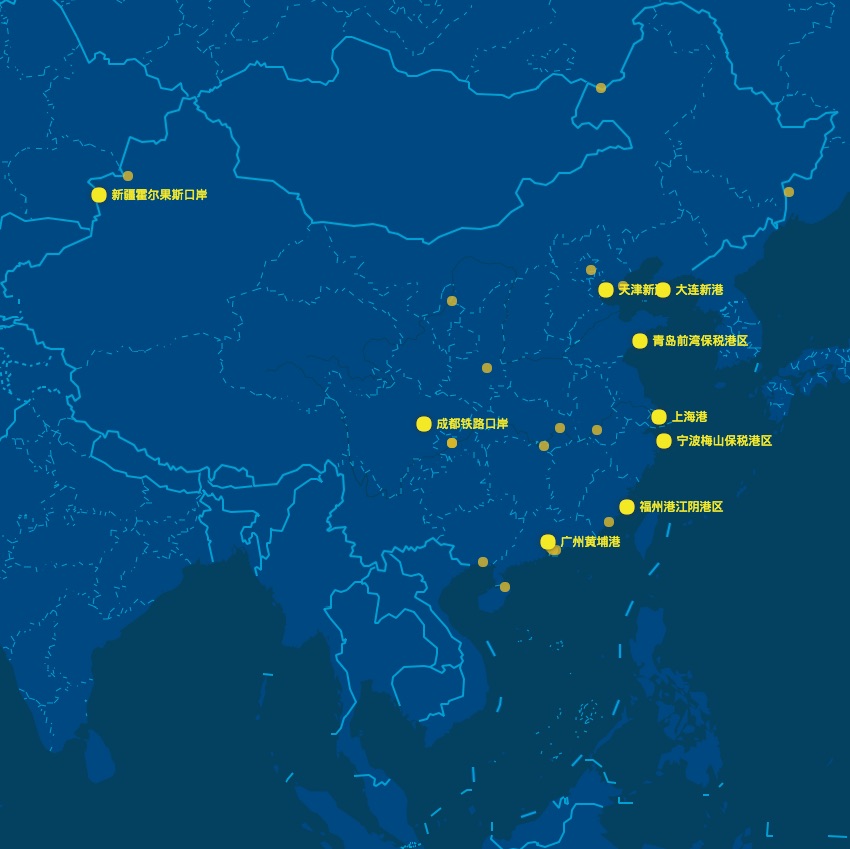 新疆霍尔果斯口岸
天津新
大连新港
青岛前湾保税港区
上海港
成都铁路口岸
宁波梅山保税港区
福州港江阴港区
广州黄埔港